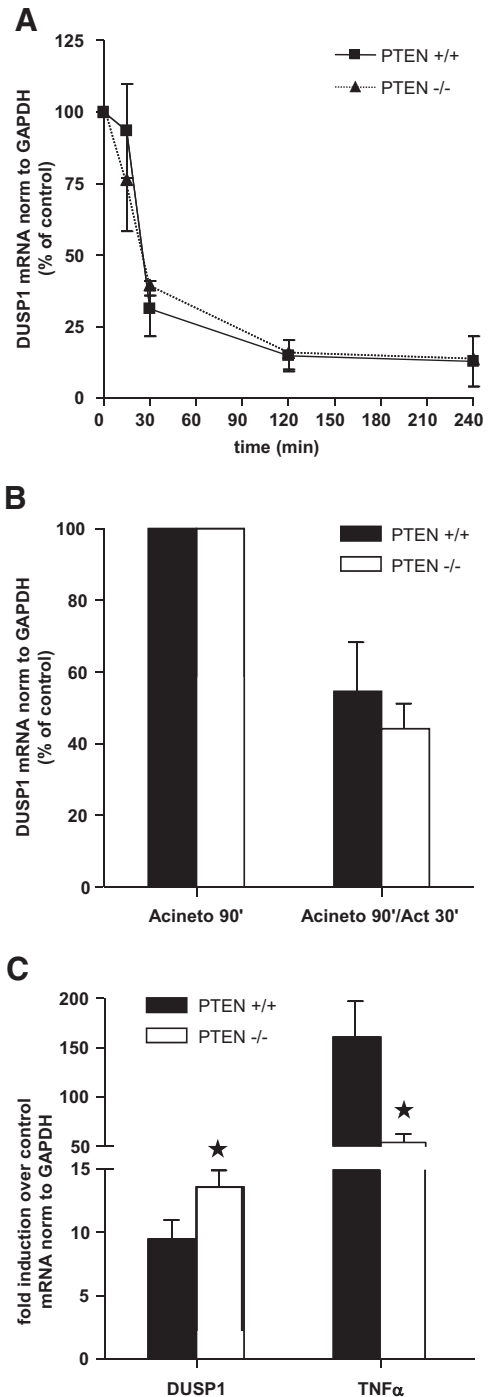 A
125
100
75
50
25
0
DUSP1 mRNA norm to GAPDH
(% of control)
PTEN +/+
PTEN -/-
0 30 60 90 120 150 180 210 240
time (min)
B
100
80
60
40
20
0
DUSP1 mRNA norm to GAPDH
(% of control)
PTEN +/+
PTEN -/-
Acineto 90' Acineto 90'/Act 30'
C
200
150
100
50
15
10
5
0
fold induction over control
mRNA norm to GAPDH
PTEN +/+
PTEN -/-
★ ★
DUSP1 TNFα